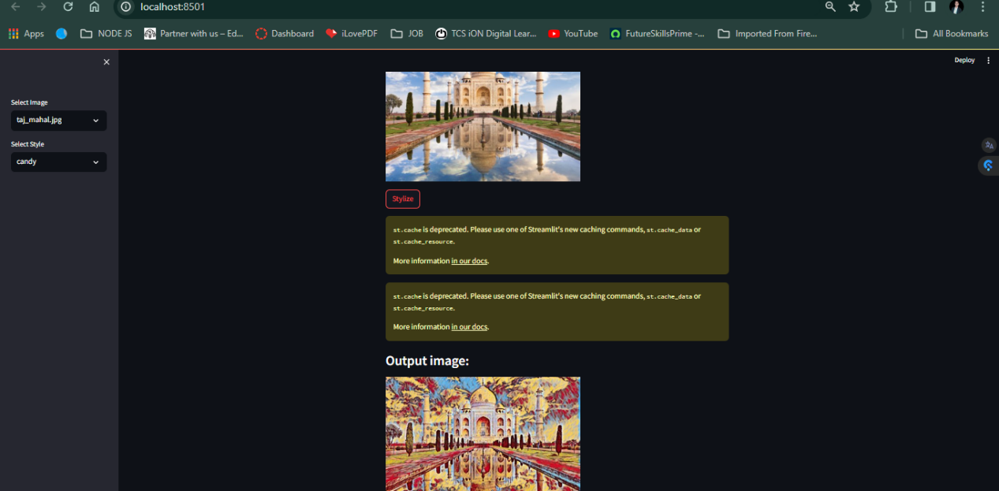 localhost:8501
Apps NODE JS Partner with us – Ed... Dashboard iLovePDF JOB TCS iON Digital Lear... YouTube FutureSkillsPrime -... Imported From Fire... All Bookmarks
Deploy
Select Image
taj_mahal.jpg
Select Style
candy
Stylize
st.cache is deprecated. Please use one of Streamlit's new caching commands, st.cache_data or
st.cache_resource.
More information in our docs.
st.cache is deprecated. Please use one of Streamlit's new caching commands, st.cache_data or
st.cache_resource.
More information in our docs.
Output image: